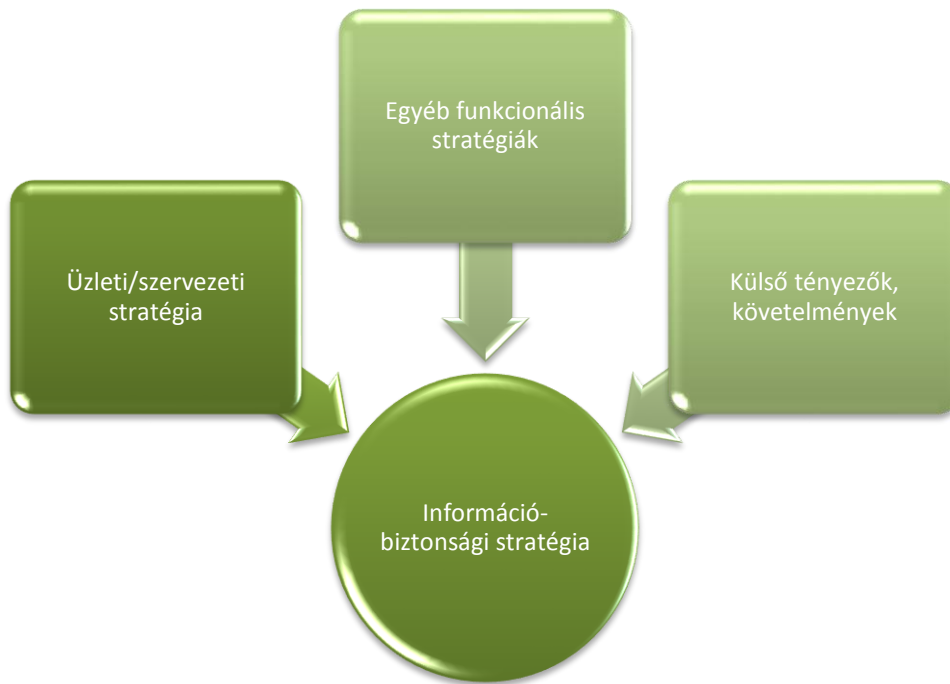 Egyéb funkcionális
stratégiák
Üzleti/szervezeti
stratégia
Külső tényezők,
követelmények
Információ-
biztonsági stratégia